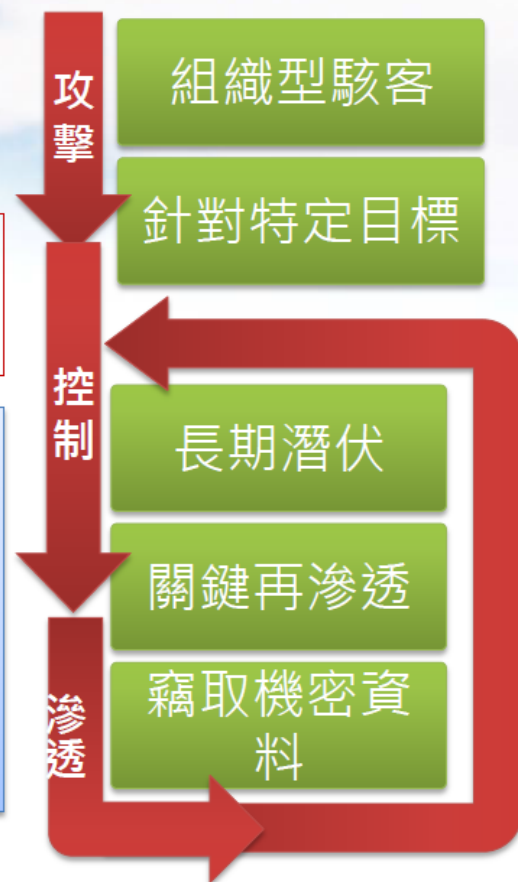 攻擊
組織型駭客
針對特定目標
控制
長期潛伏
關鍵再滲透
滲透
竊取機密資
料